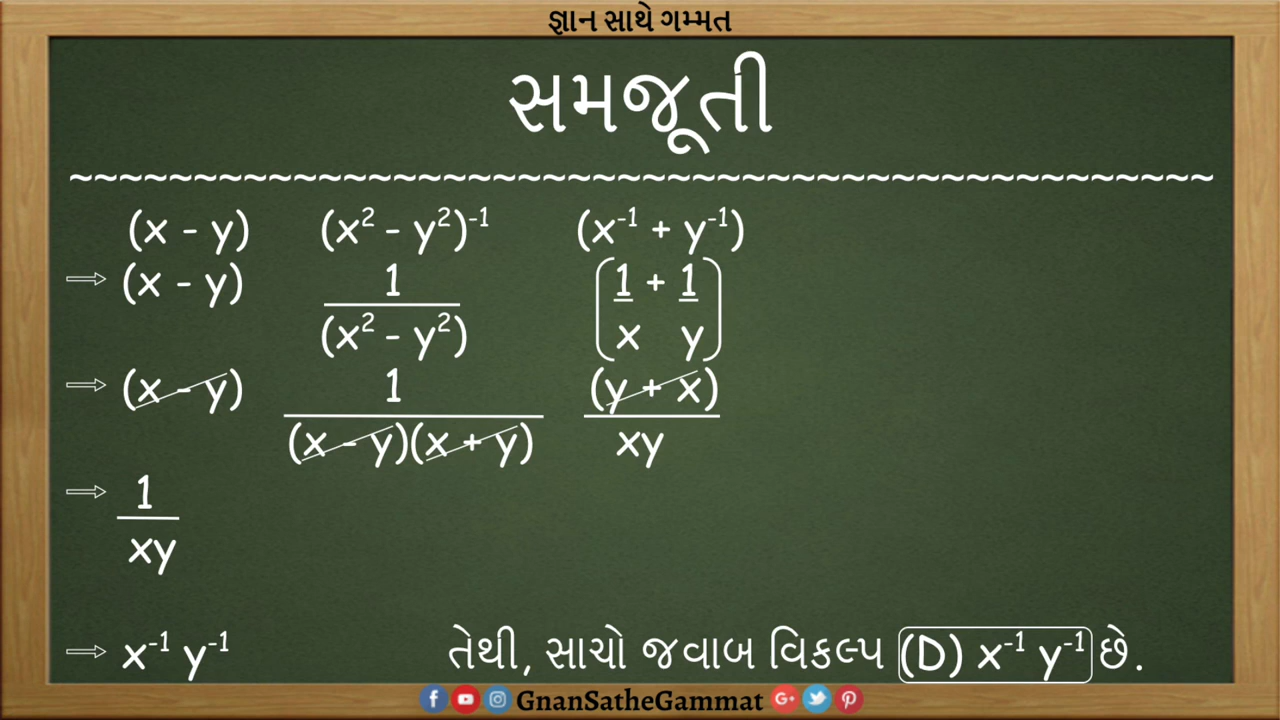 જ્ઞાન સાથે ગમ્મત
સમજૂતી
~~~~~~~~~~~~~~~~~~~~~~~~~~~~~~~~~~~~~~~~~~~~~~
(x - y) (x² - y²)⁻¹ (x⁻¹ + y⁻¹)
⇒ (x - y) 1 1 + 1
(x² - y²) x y
⇒ (x - y) 1 (y + x)
(x - y)(x + y) xy
⇒ 1
xy
⇒ x⁻¹ y⁻¹ તેથી, સાચો જવાબ વિકલ્પ (D) x⁻¹ y⁻¹ છે.
GnanSatheGammat